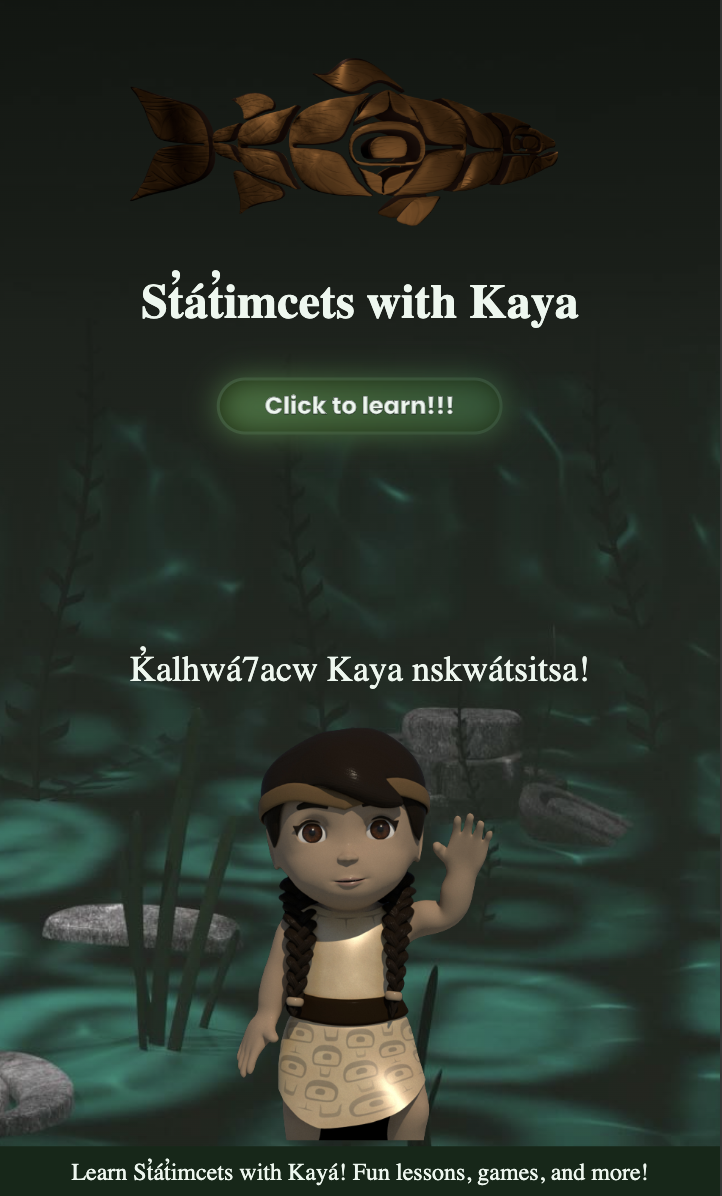 St̓át̓imcets with Kaya
Click to learn!!!
K̓alhwá7acw Kaya nskwátsitsa!
Learn St̓át̓imcets with Kayá! Fun lessons, games, and more!